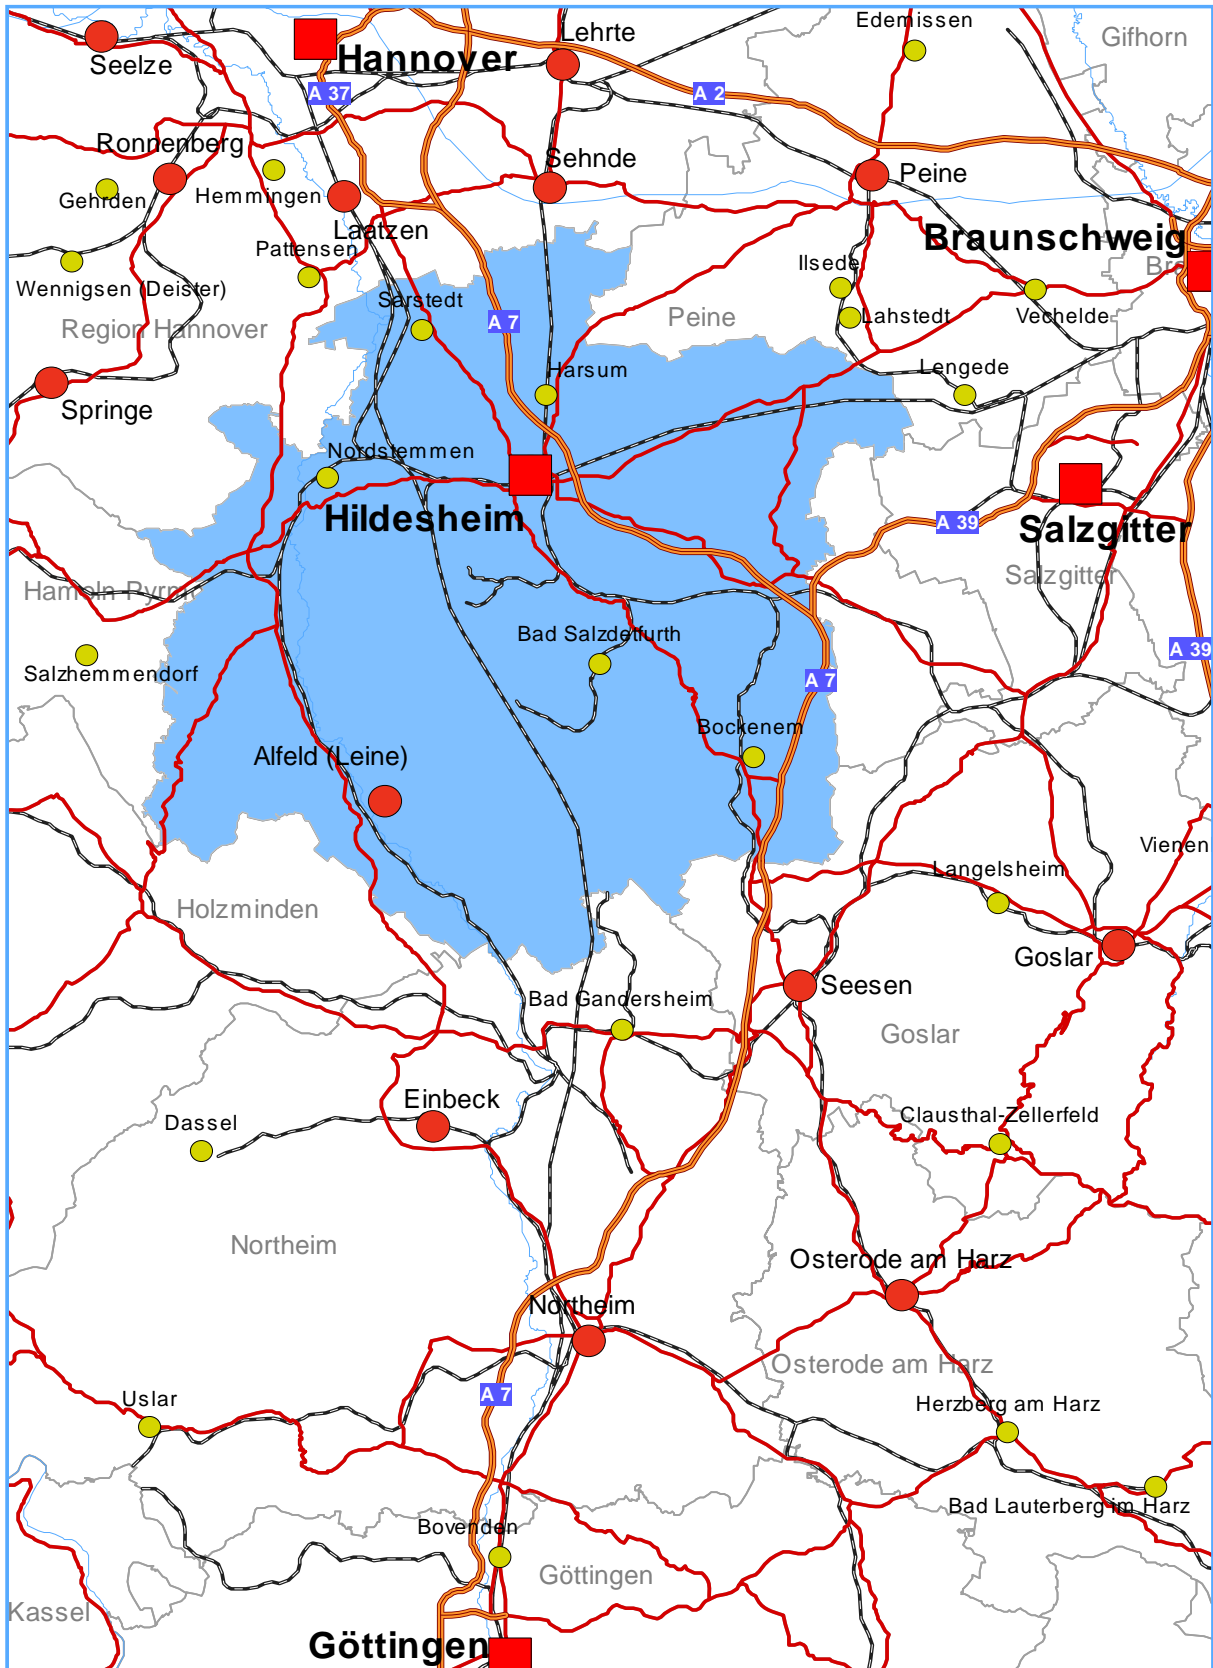 Edemissen
Lehrte
Gifhorn
Seelze
Hannover
A 37
A 2
Ronnenberg
Sehnde
Peine
Gehrden
Hemmingen
Laatzen
Braunschweig
Pattensen
Ilsede
Bra
Wennigsen (Deister)
Sarstedt
A 7
Peine
Lahstedt
Vechelde
Region Hannover
Harsum
Lengede
Springe
Nordstemmen
Hildesheim
A 39
Salzgitter
Hameln-Pyrmo
Salzgitter
Bad Salzdetfurth
A 39
Salzhemmendorf
A 7
Bockenem
Alfeld (Leine)
Vienen
Langelsheim
Holzminden
Goslar
Seesen
Bad Gandersheim
Goslar
Einbeck
Dassel
Clausthal-Zellerfeld
Northeim
Osterode am Harz
Northeim
Osterode am Harz
A 7
Uslar
Herzberg am Harz
Bad Lauterberg im Harz
Bovenden
Göttingen
Kassel
Göttingen